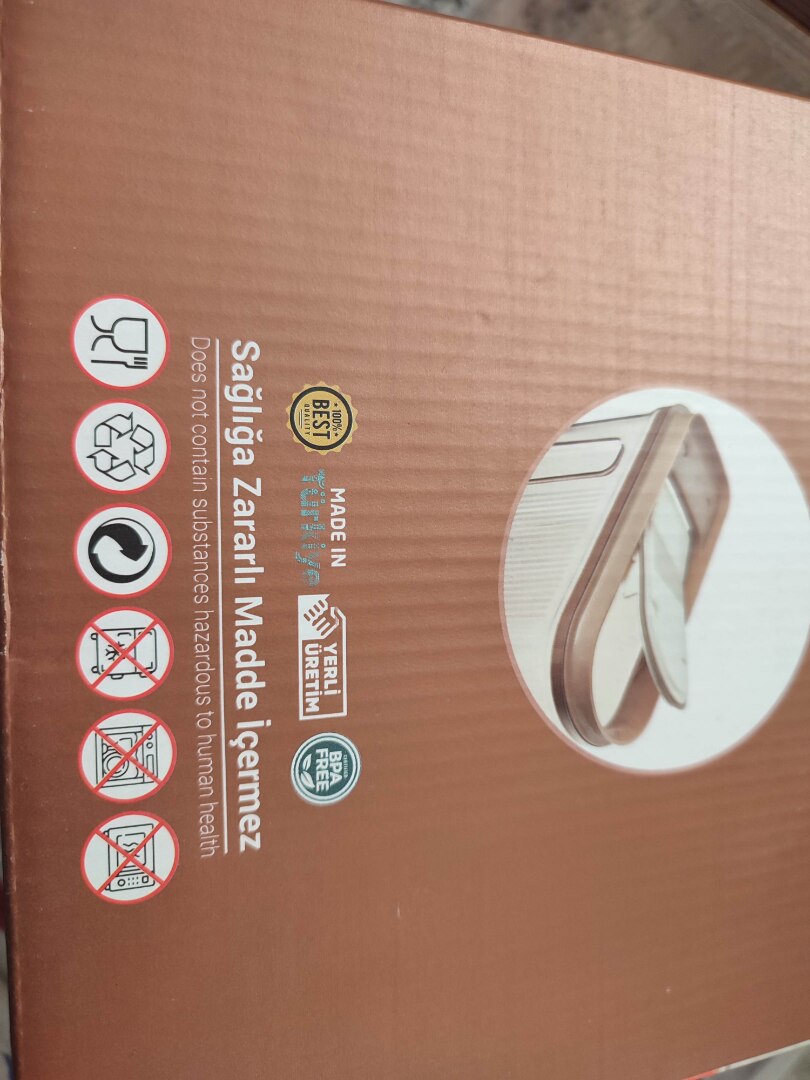 100%
BEST
QUALITY
MADE IN
Türkiye
YERLİ
ÜRETİM
CERTIFIED
BPA
FREE
Sağlığa Zararlı Madde İçermez
Does not contain substances hazardous to human health